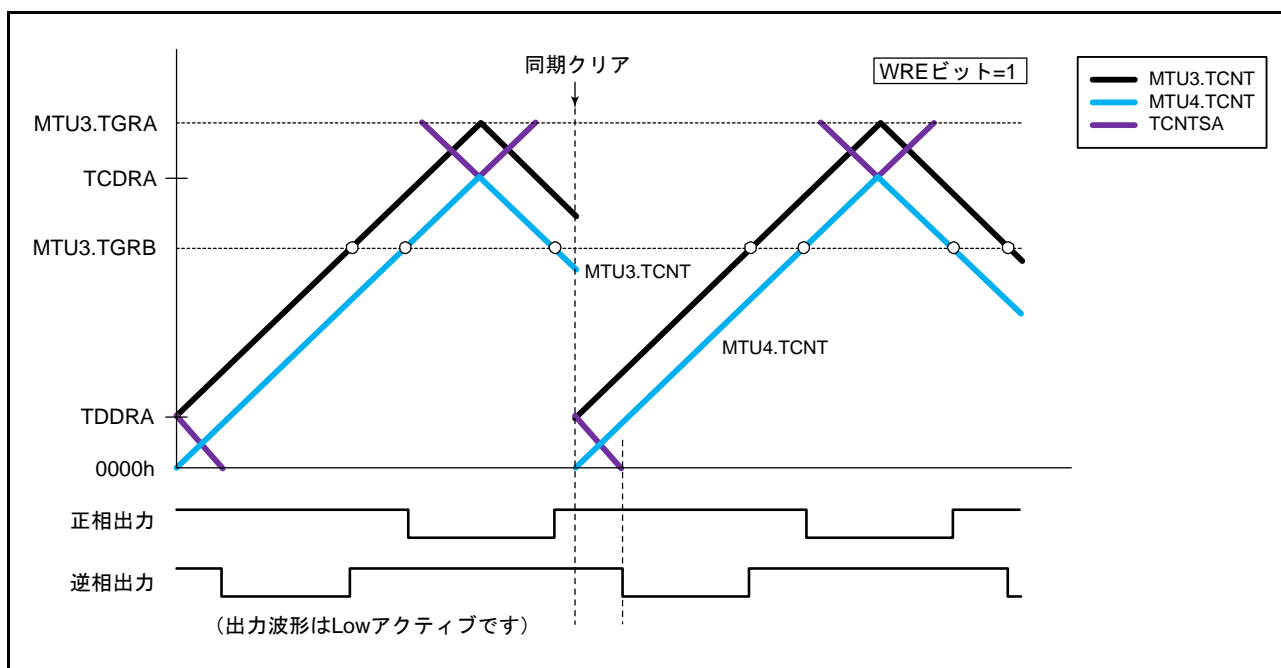 同期クリア
WREビット=1
MTU3.TCNT
MTU4.TCNT
TCNTSA
MTU3.TGRA
TCDRA
MTU3.TGRB
MTU3.TCNT
MTU4.TCNT
TDDRA
0000h
正相出力
逆相出力
（出力波形はLowアクティブです）